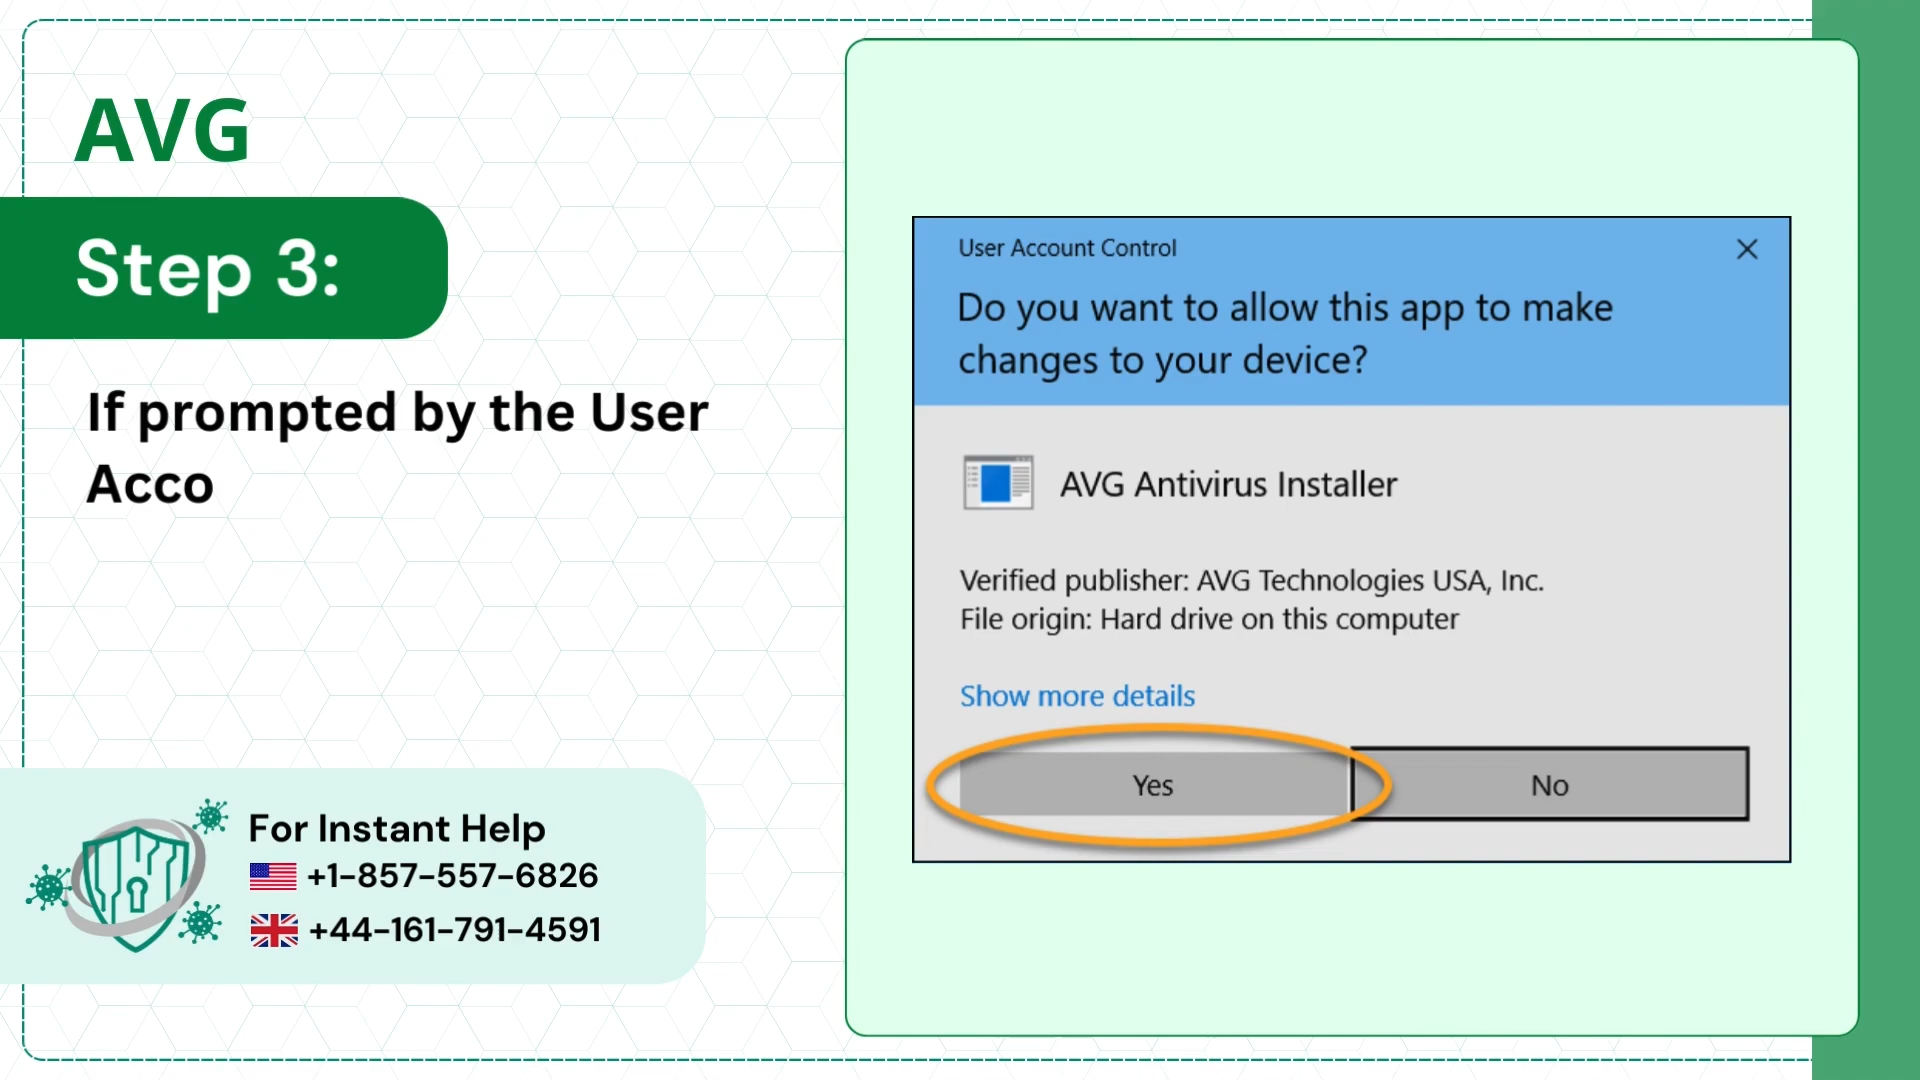 AVG
Step 3:
If prompted by the User
Acco
For Instant Help
+1-857-557-6826
+44-161-791-4591
User Account Control
Do you want to allow this app to make
changes to your device?
AVG Antivirus Installer
Verified publisher: AVG Technologies USA, Inc.
File origin: Hard drive on this computer
Show more details
Yes
No